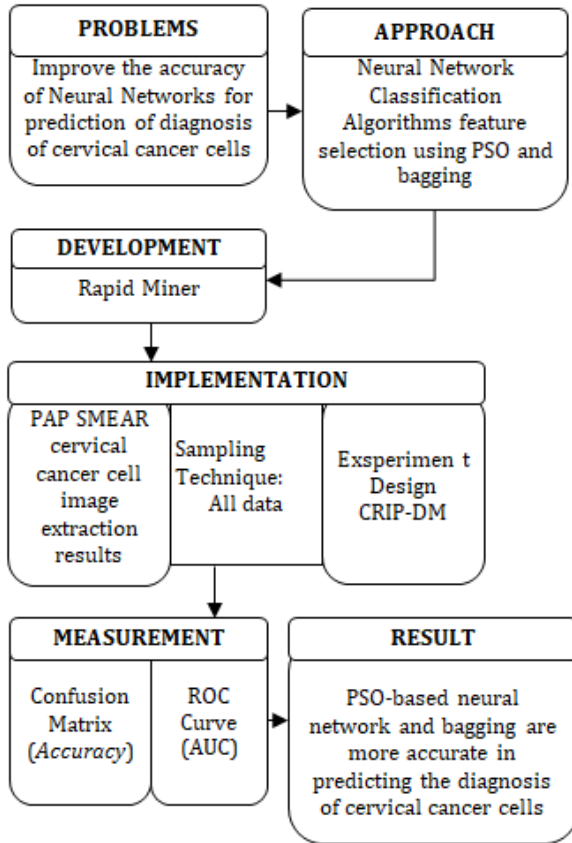 PROBLEMS
Improve the accuracy
of Neural Networks for
prediction of diagnosis
of cervical cancer cells
APPROACH
Neural Network
Classification
Algorithms feature
selection using PSO and
bagging
DEVELOPMENT
Rapid Miner
IMPLEMENTATION
PAP SMEAR
cervical
cancer cell
image
extraction
results
Sampling
Technique:
All data
Exsperimen t
Design
CRIP-DM
MEASUREMENT
Confusion
Matrix
(Accuracy)
ROC
Curve
(AUC)
RESULT
PSO-based neural
network and bagging are
more accurate in
predicting the diagnosis
of cervical cancer cells